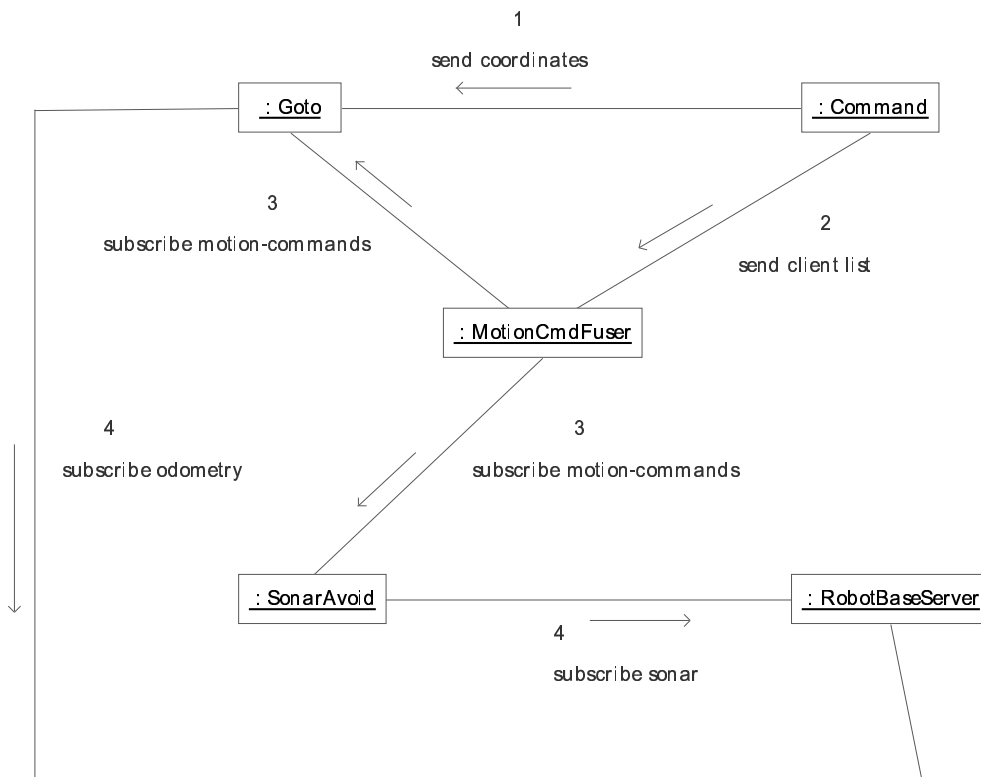 1
send coordinates
: Goto
: Command
3
subscribe motion-commands
2
send client list
: MotionCmdFuser
4
subscribe odometry
3
subscribe motion-commands
: SonarAvoid
: RobotBaseServer
4
subscribe sonar